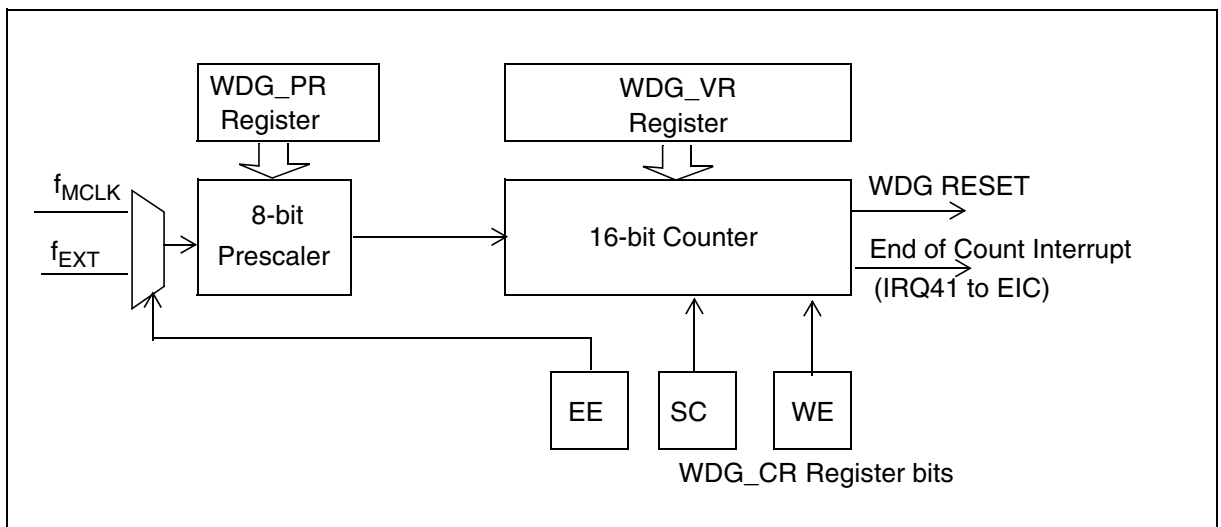 WDG_PR
Register
WDG_VR
Register
fMCLK
fEXT
8-bit
Prescaler
16-bit Counter
WDG RESET
End of Count Interrupt
(IRQ41 to EIC)
EE
SC
WE
WDG_CR Register bits